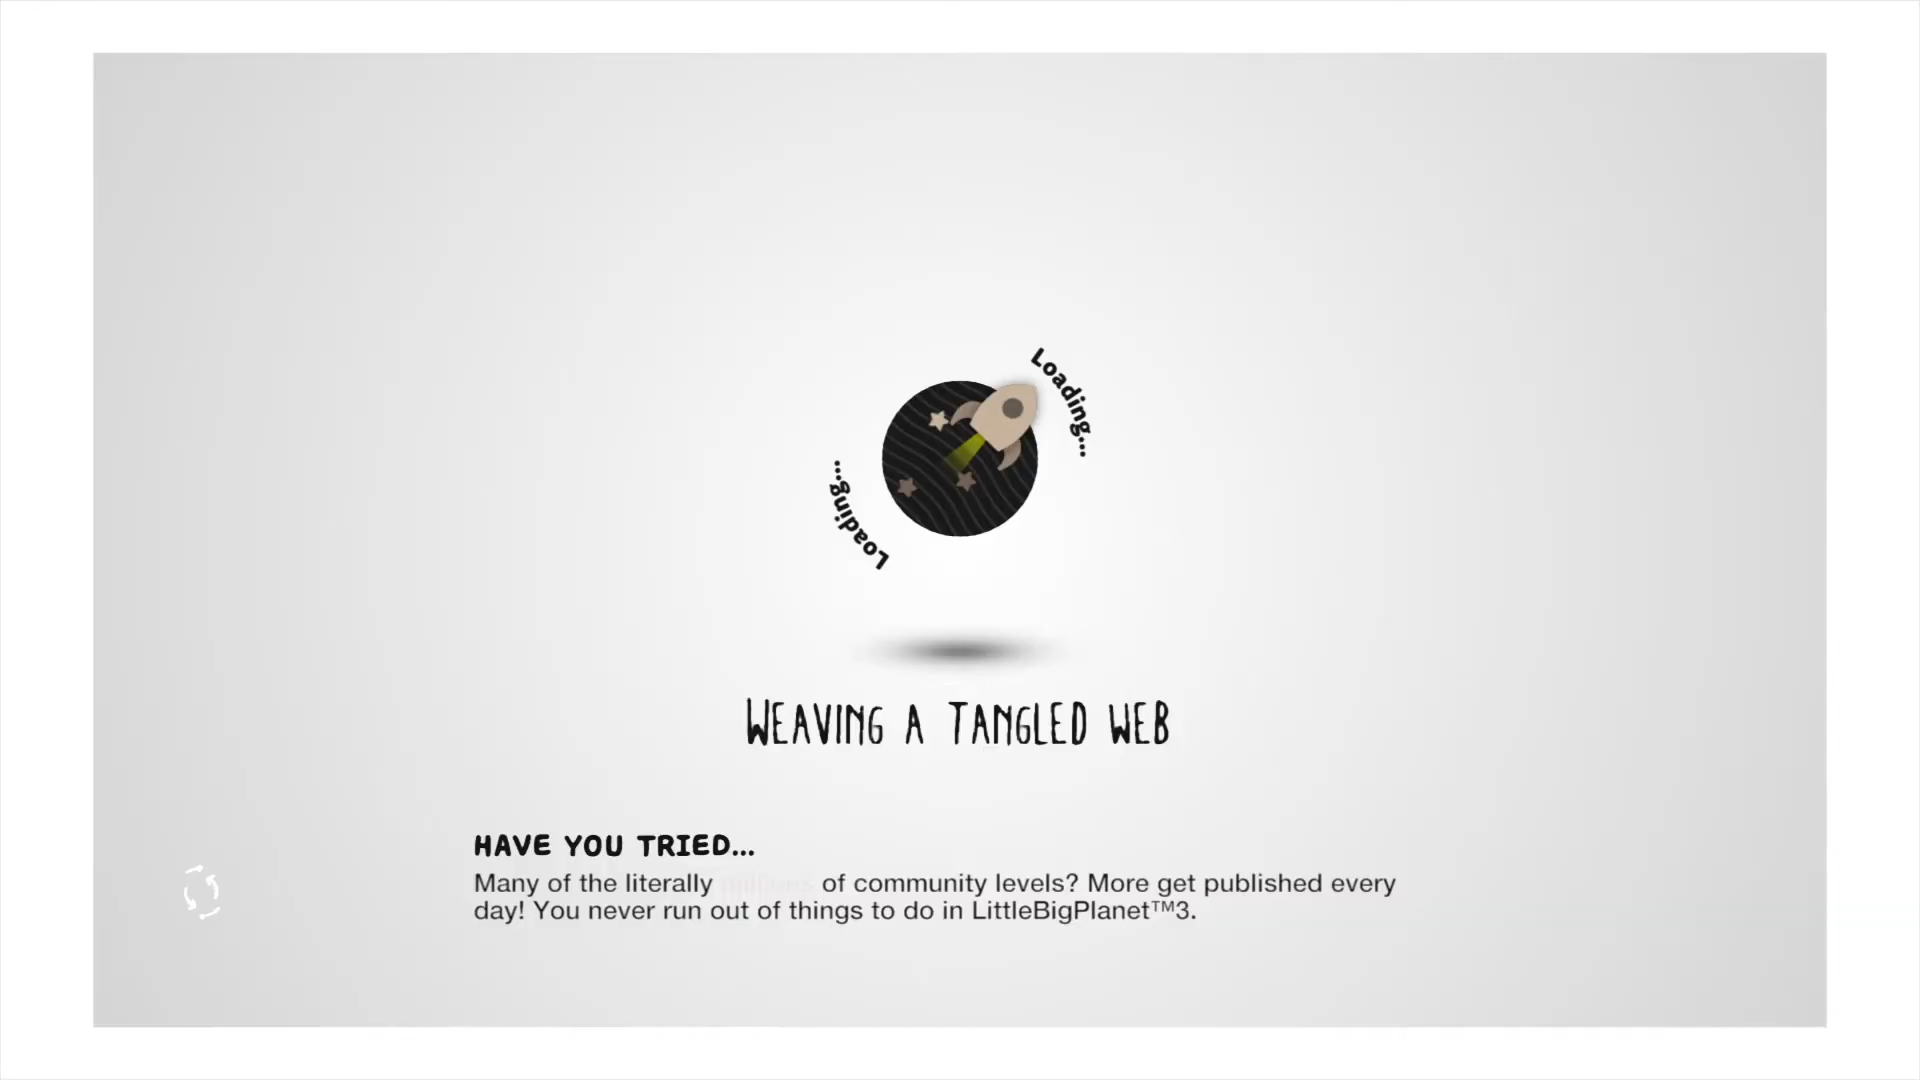 Loading...
Loading...
WEAVING A TANGLED WEB
HAVE YOU TRIED...
Many of the literally of community levels? More get published every
day! You never run out of things to do in LittleBigPlanet™3.